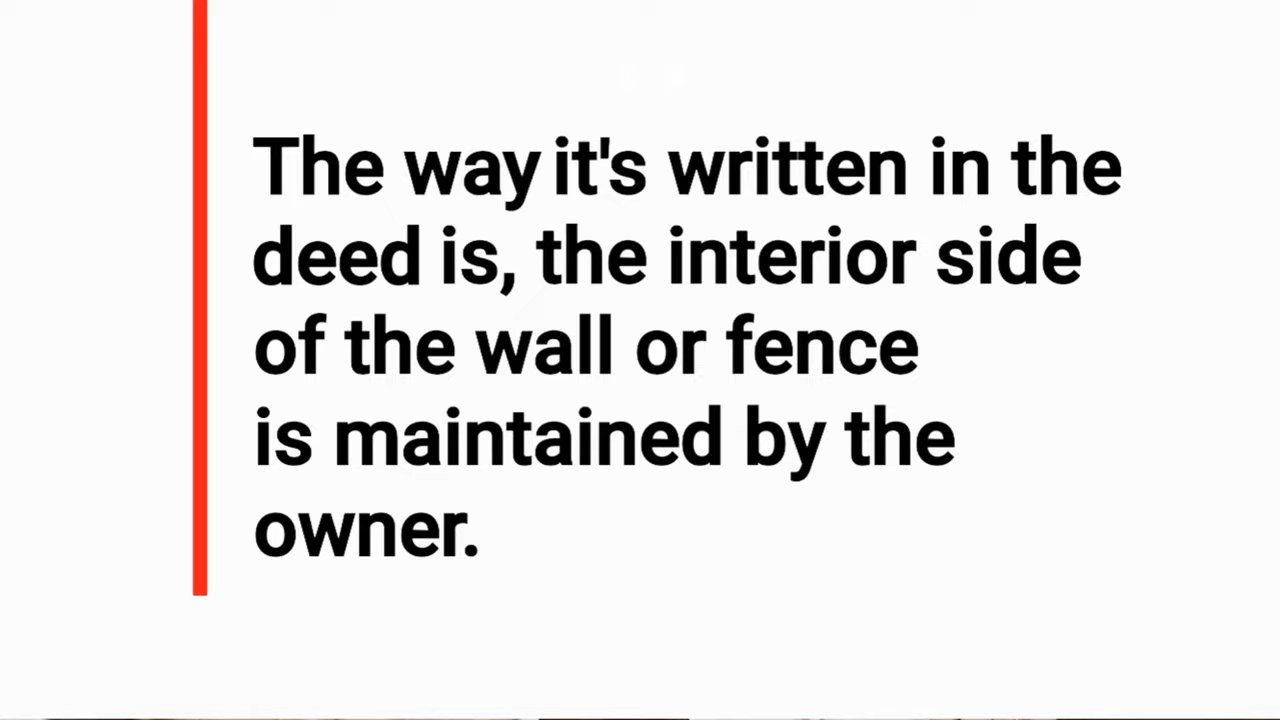 The way it's written in the
deed is, the interior side
of the wall or fence
is maintained by the
owner.